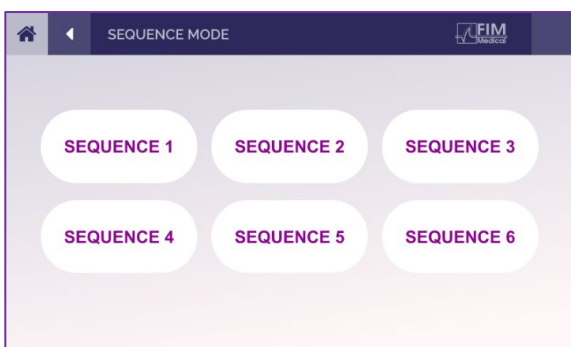 SEQUENCE MODE
FIM
Medical
SEQUENCE 1
SEQUENCE 2
SEQUENCE 3
SEQUENCE 4
SEQUENCE 5
SEQUENCE 6